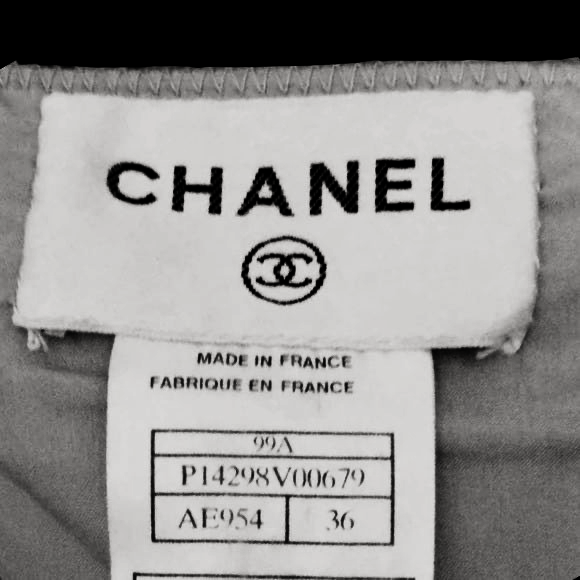 CHANEL
MADE IN FRANCE
FABRIQUE EN FRANCE
99A
P14298V00679
AE954 36